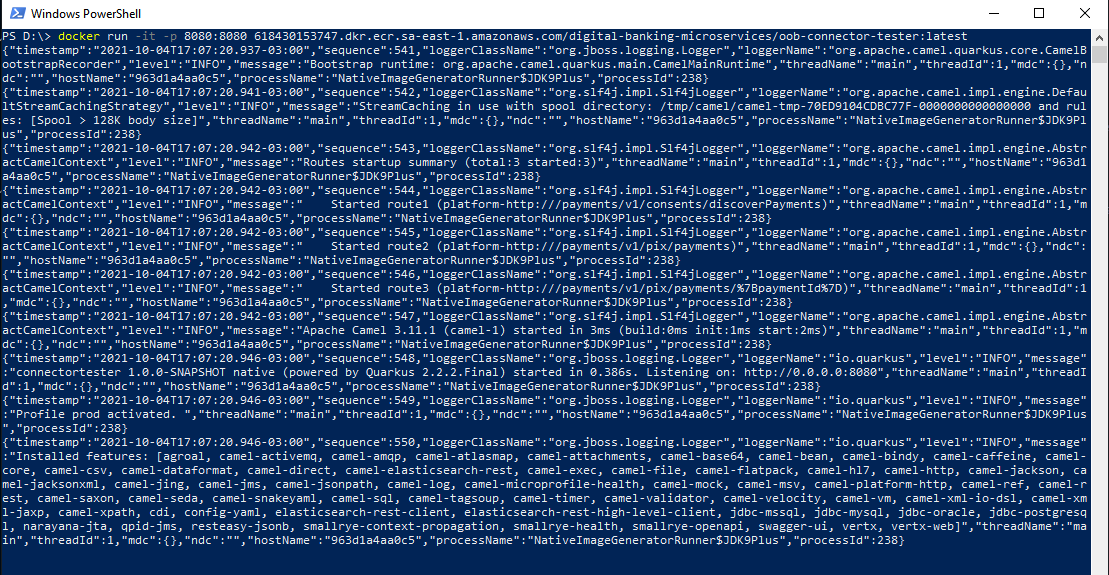 Windows PowerShell
PS D:\> docker run -it -p 8080:8080 618430153747.dkr.ecr.sa-east-1.amazonaws.com/digital-banking-microservices/oob-connector-tester:latest
{"timestamp":"2021-10-04T17:07:20.937-03:00","sequence":541,"loggerClassName":"org.jboss.logging.Logger","loggerName":"org.apache.camel.quarkus.core.CamelB
ootstrapRecorder","level":"INFO","message":"Bootstrap runtime: org.apache.camel.quarkus.main.CamelMainRuntime","threadName":"main","threadId":1,"mdc":{},"n
dc":"","hostName":"963d1a4aa0c5","processName":"NativeImageGeneratorRunner$JDK9Plus","processId":238}
{"timestamp":"2021-10-04T17:07:20.941-03:00","sequence":542,"loggerClassName":"org.slf4j.impl.Slf4jLogger","loggerName":"org.apache.camel.impl.engine.Defau
ltStreamCachingStrategy","level":"INFO","message":"StreamCaching in use with spool directory: /tmp/camel/camel-tmp-70ED9104CDBC77F-0000000000000000 and rul
es: [Spool > 128K body size]","threadName":"main","threadId":1,"mdc":{},"ndc":"","hostName":"963d1a4aa0c5","processName":"NativeImageGeneratorRunner$JDK9Pl
us","processId":238}
{"timestamp":"2021-10-04T17:07:20.942-03:00","sequence":543,"loggerClassName":"org.slf4j.impl.Slf4jLogger","loggerName":"org.apache.camel.impl.engine.Abstr
actCamelContext","level":"INFO","message":"Routes startup summary (total:3 started:3)","threadName":"main","threadId":1,"mdc":{},"ndc":"","hostName":"963d1
a4aa0c5","processName":"NativeImageGeneratorRunner$JDK9Plus","processId":238}
{"timestamp":"2021-10-04T17:07:20.942-03:00","sequence":544,"loggerClassName":"org.slf4j.impl.Slf4jLogger","loggerName":"org.apache.camel.impl.engine.Abstr
actCamelContext","level":"INFO","message":"    Started route1 (platform-http:///payments/v1/consents/discoverPayments)","threadName":"main","threadId":1,"m
dc":{},"ndc":"","hostName":"963d1a4aa0c5","processName":"NativeImageGeneratorRunner$JDK9Plus","processId":238}
{"timestamp":"2021-10-04T17:07:20.942-03:00","sequence":545,"loggerClassName":"org.slf4j.impl.Slf4jLogger","loggerName":"org.apache.camel.impl.engine.Abstr
actCamelContext","level":"INFO","message":"    Started route2 (platform-http:///payments/v1/pix/payments)","threadName":"main","threadId":1,"mdc":{},"ndc":
"","hostName":"963d1a4aa0c5","processName":"NativeImageGeneratorRunner$JDK9Plus","processId":238}
{"timestamp":"2021-10-04T17:07:20.942-03:00","sequence":546,"loggerClassName":"org.slf4j.impl.Slf4jLogger","loggerName":"org.apache.camel.impl.engine.Abstr
actCamelContext","level":"INFO","message":"    Started route3 (platform-http:///payments/v1/pix/payments/%7BpaymentId%7D)","threadName":"main","threadId":1
,"mdc":{},"ndc":"","hostName":"963d1a4aa0c5","processName":"NativeImageGeneratorRunner$JDK9Plus","processId":238}
{"timestamp":"2021-10-04T17:07:20.942-03:00","sequence":547,"loggerClassName":"org.slf4j.impl.Slf4jLogger","loggerName":"org.apache.camel.impl.engine.Abstr
actCamelContext","level":"INFO","message":"Apache Camel 3.11.1 (camel-1) started in 3ms (build:0ms init:1ms start:2ms)","threadName":"main","threadId":1,"m
dc":{},"ndc":"","hostName":"963d1a4aa0c5","processName":"NativeImageGeneratorRunner$JDK9Plus","processId":238}
{"timestamp":"2021-10-04T17:07:20.946-03:00","sequence":548,"loggerClassName":"org.jboss.logging.Logger","loggerName":"io.quarkus","level":"INFO","message"
:"connectortester 1.0.0-SNAPSHOT native (powered by Quarkus 2.2.2.Final) started in 0.386s. Listening on: http://0.0.0.0:8080","threadName":"main","threadI
d":1,"mdc":{},"ndc":"","hostName":"963d1a4aa0c5","processName":"NativeImageGeneratorRunner$JDK9Plus","processId":238}
{"timestamp":"2021-10-04T17:07:20.946-03:00","sequence":549,"loggerClassName":"org.jboss.logging.Logger","loggerName":"io.quarkus","level":"INFO","message"
:"Profile prod activated. ","threadName":"main","threadId":1,"mdc":{},"ndc":"","hostName":"963d1a4aa0c5","processName":"NativeImageGeneratorRunner$JDK9Plus
","processId":238}
{"timestamp":"2021-10-04T17:07:20.946-03:00","sequence":550,"loggerClassName":"org.jboss.logging.Logger","loggerName":"io.quarkus","level":"INFO","message"
:"Installed features: [agroal, camel-activemq, camel-amqp, camel-atlasmap, camel-attachments, camel-base64, camel-bean, camel-bindy, camel-caffeine, camel-
core, camel-csv, camel-dataformat, camel-direct, camel-elasticsearch-rest, camel-exec, camel-file, camel-flatpack, camel-hl7, camel-http, camel-jackson, ca
mel-jacksonxml, camel-jing, camel-jms, camel-jsonpath, camel-log, camel-microprofile-health, camel-mock, camel-msv, camel-platform-http, camel-ref, camel-r
est, camel-saxon, camel-seda, camel-snakeyaml, camel-sql, camel-tagsoup, camel-timer, camel-validator, camel-velocity, camel-vm, camel-xml-io-dsl, camel-xm
l-jaxp, camel-xpath, cdi, config-yaml, elasticsearch-rest-client, elasticsearch-rest-high-level-client, jdbc-mssql, jdbc-mysql, jdbc-oracle, jdbc-postgresq
l, narayana-jta, qpid-jms, resteasy-jsonb, smallrye-context-propagation, smallrye-health, smallrye-openapi, swagger-ui, vertx, vertx-web]","threadName":"ma
in","threadId":1,"mdc":{},"ndc":"","hostName":"963d1a4aa0c5","processName":"NativeImageGeneratorRunner$JDK9Plus","processId":238}